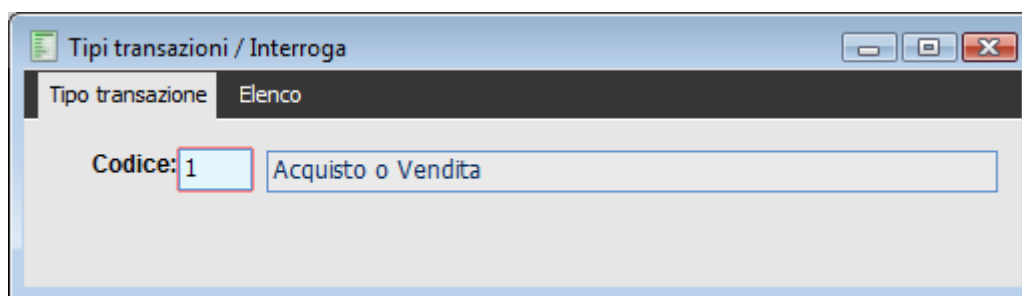 Tipi transazioni / Interroga
Tipo transazione Elenco
Codice: 1 Acquisto o Vendita